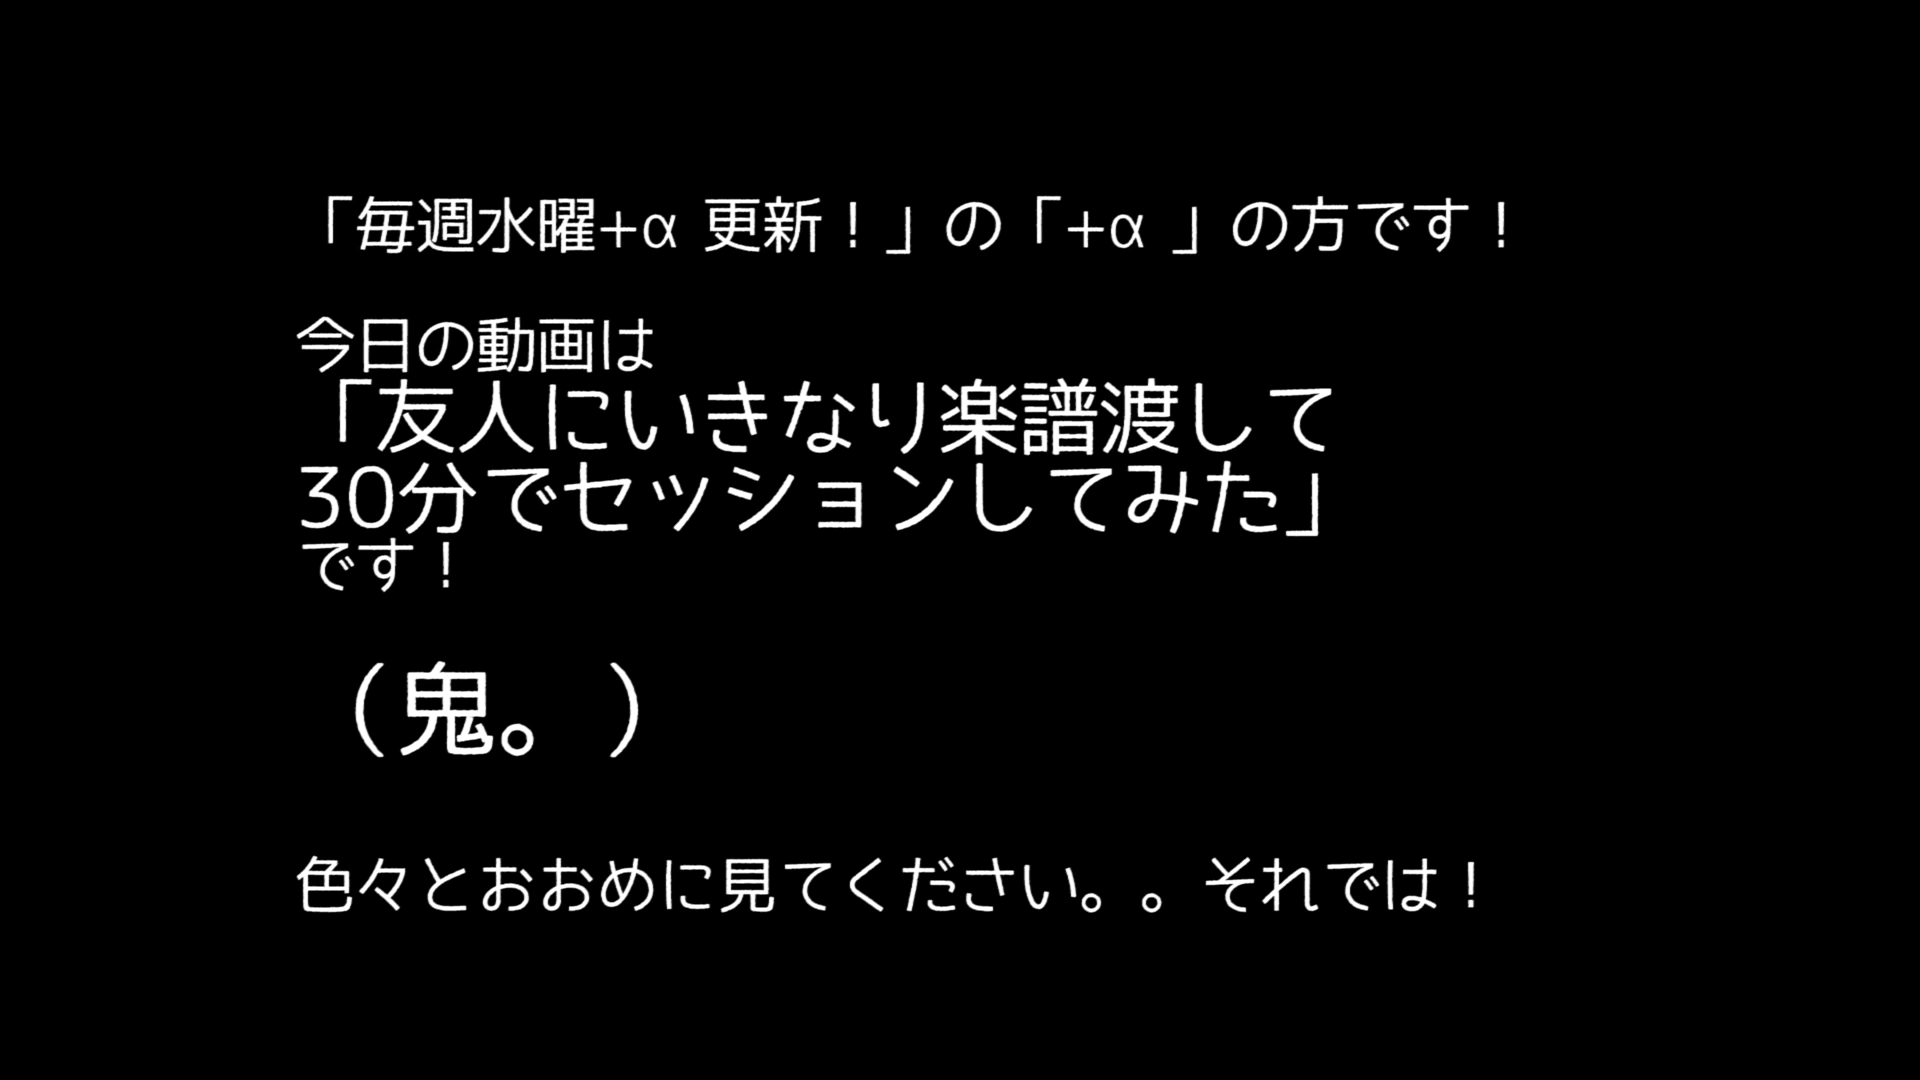 「毎週水曜+α 更新！」の「+α 」の方です！
今日の動画は
「友人にいきなり楽譜渡して
30分でセッションしてみた」
です！
（鬼。）
色々とおおめに見てください。。それでは！